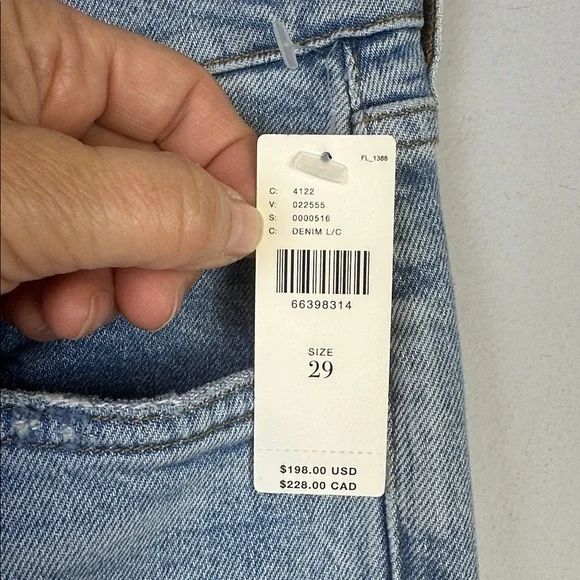 FL_1388
C: 4122
V: 022555
S: 0000516
C: DENIM L/C
66398314
SIZE
29
$198.00 USD
$228.00 CAD